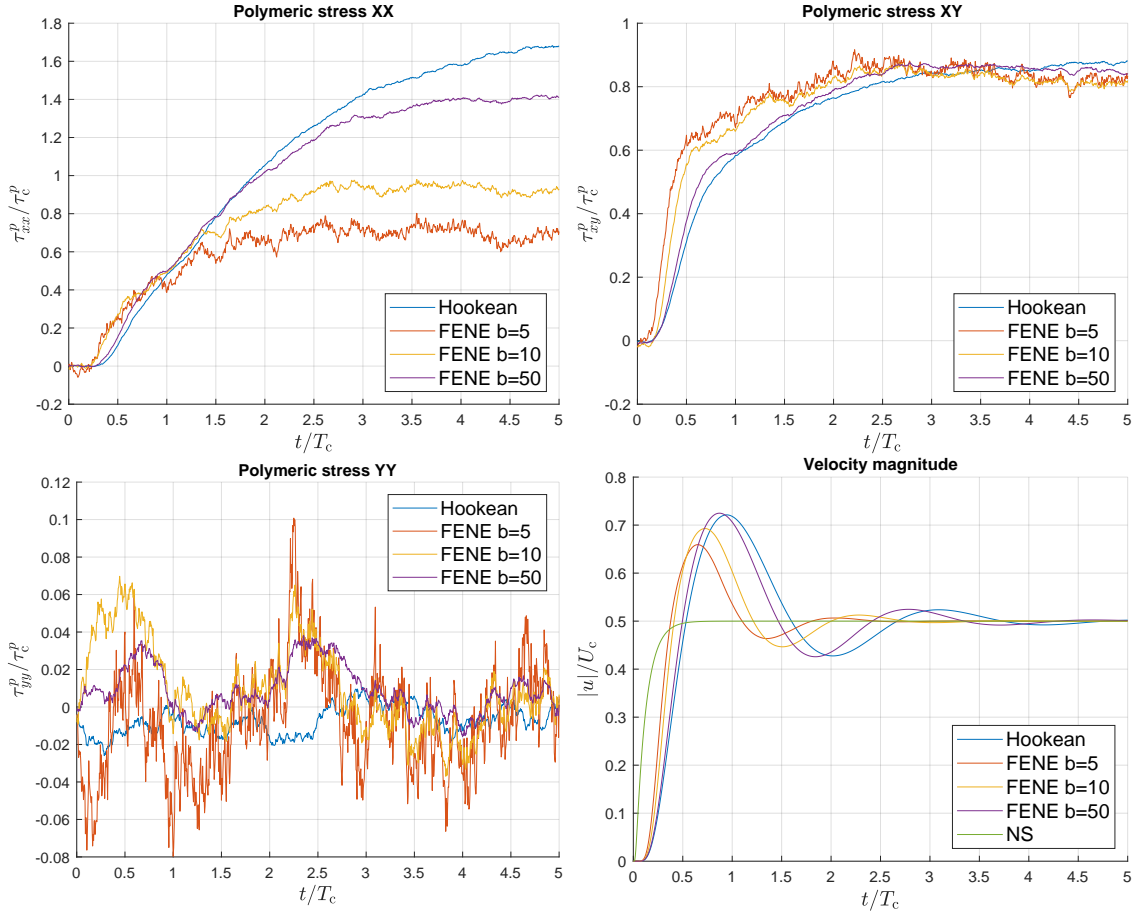 Polymeric stress XX
1.8
1.6
1.4
1.2
1
0.8
0.6
0.4
0.2
0
-0.2
τ^p_xx/τ^p_c
0 0.5 1 1.5 2 2.5 3 3.5 4 4.5 5
t/T_c
Hookean
FENE b=5
FENE b=10
FENE b=50
Polymeric stress XY
1
0.8
0.6
0.4
0.2
0
-0.2
τ^p_xy/τ^p_c
0 0.5 1 1.5 2 2.5 3 3.5 4 4.5 5
t/T_c
Hookean
FENE b=5
FENE b=10
FENE b=50
Polymeric stress YY
0.12
0.1
0.08
0.06
0.04
0.02
0
-0.02
-0.04
-0.06
-0.08
τ^p_yy/τ^p_c
0 0.5 1 1.5 2 2.5 3 3.5 4 4.5 5
t/T_c
Hookean
FENE b=5
FENE b=10
FENE b=50
Velocity magnitude
0.8
0.7
0.6
0.5
0.4
0.3
0.2
0.1
0
|u|/U_c
0 0.5 1 1.5 2 2.5 3 3.5 4 4.5 5
t/T_c
Hookean
FENE b=5
FENE b=10
FENE b=50
NS